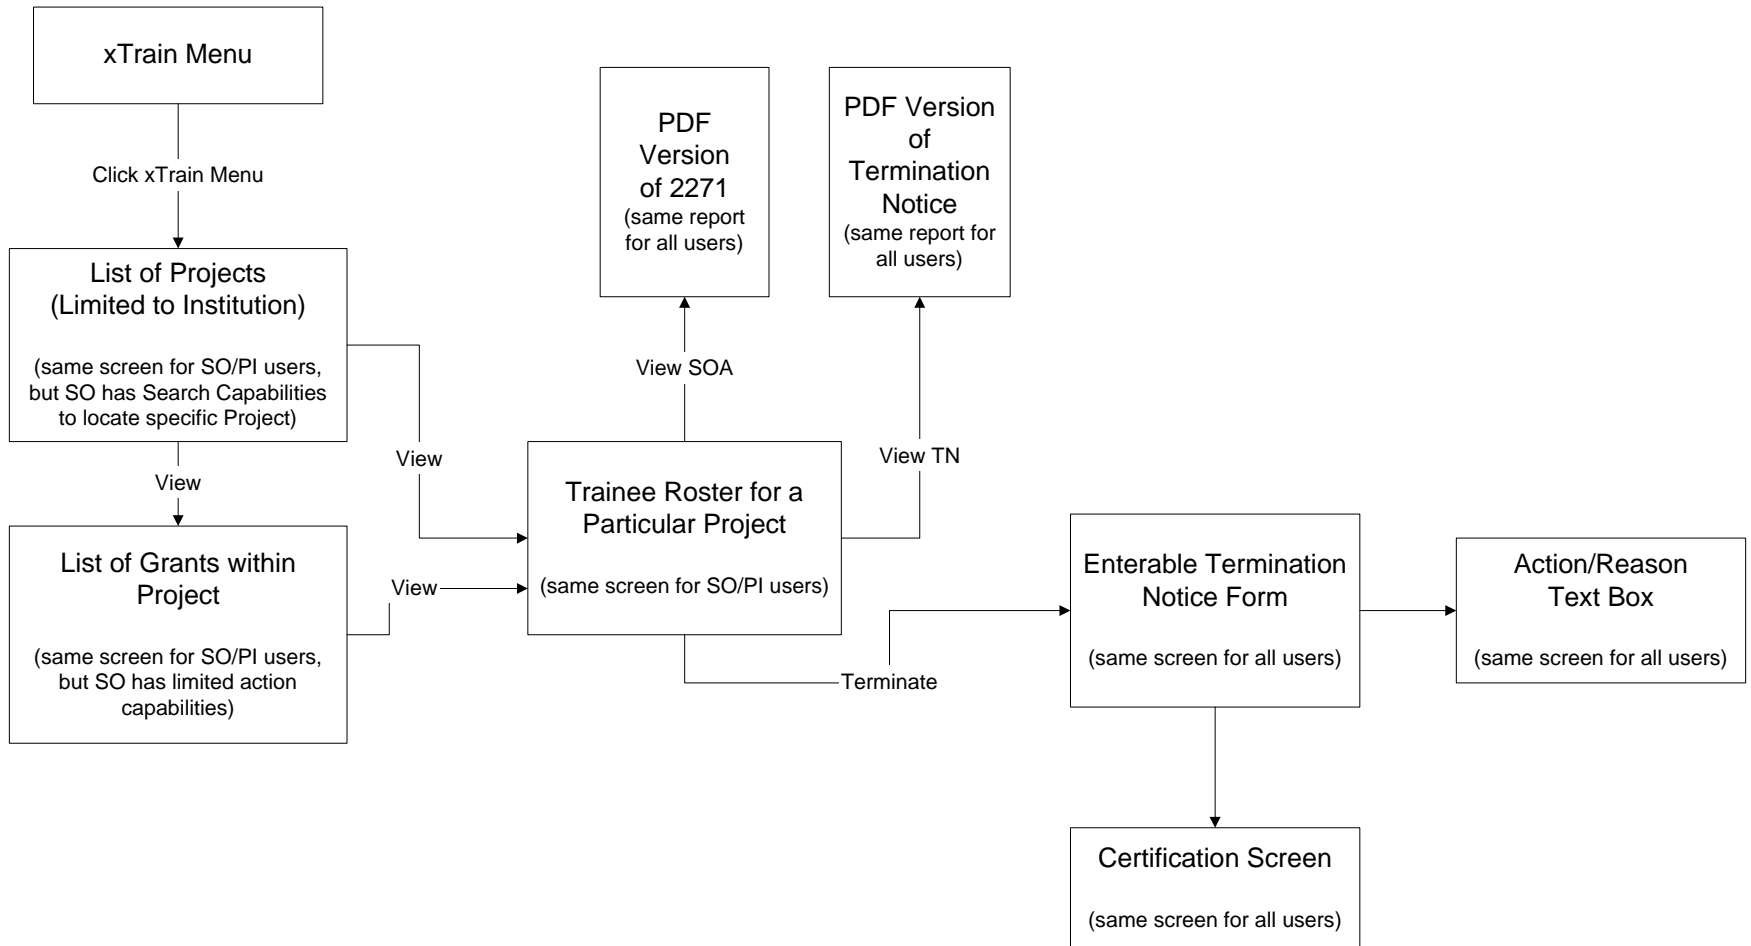 xTrain Menu
Click xTrain Menu
List of Projects
(Limited to Institution)
(same screen for SO/PI users,
but SO has Search Capabilities
to locate specific Project)
View
List of Grants within
Project
(same screen for SO/PI users,
but SO has limited action
capabilities)
View
View
PDF
Version
of 2271
(same report
for all users)
View SOA
PDF Version
of
Termination
Notice
(same report for
all users)
View TN
Trainee Roster for a
Particular Project
(same screen for SO/PI users)
Terminate
Enterable Termination
Notice Form
(same screen for all users)
Action/Reason
Text Box
(same screen for all users)
Certification Screen
(same screen for all users)